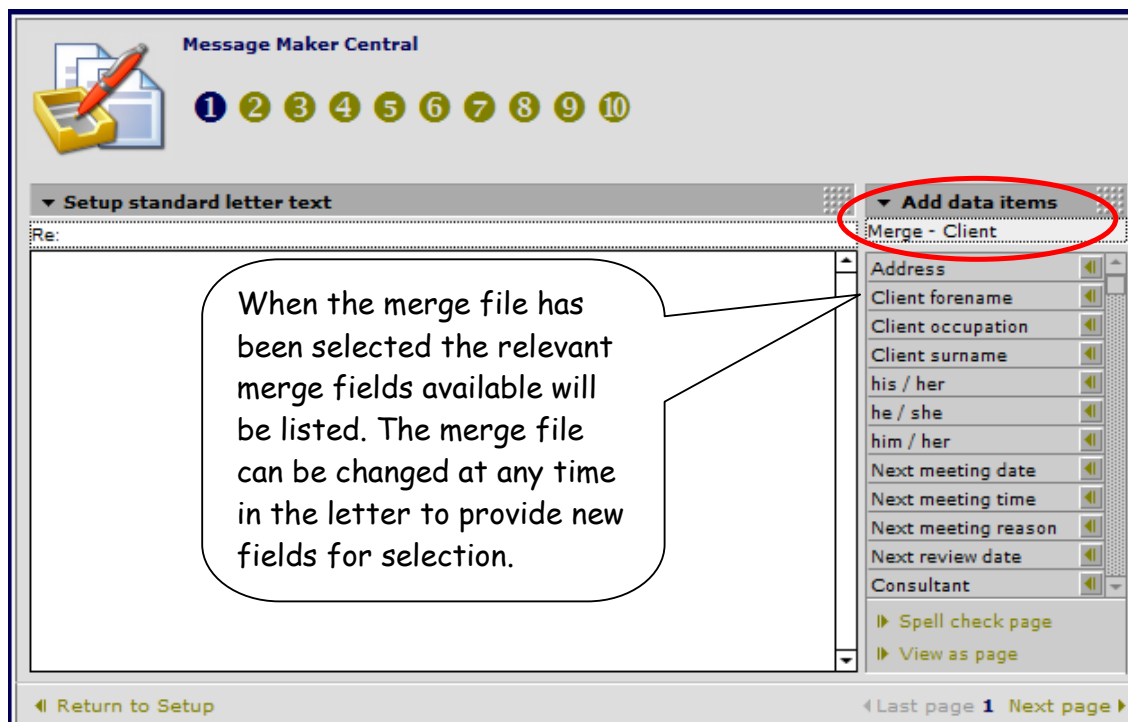 Message Maker Central
1 2 3 4 5 6 7 8 9 10
Setup standard letter text
Re:
When the merge file has
been selected the relevant
merge fields available will
be listed. The merge file
can be changed at any time
in the letter to provide new
fields for selection.
Add data items
Merge - Client
Address
Client forename
Client occupation
Client surname
his / her
he / she
him / her
Next meeting date
Next meeting time
Next meeting reason
Next review date
Consultant
Spell check page
View as page
Return to Setup
Last page 1 Next page